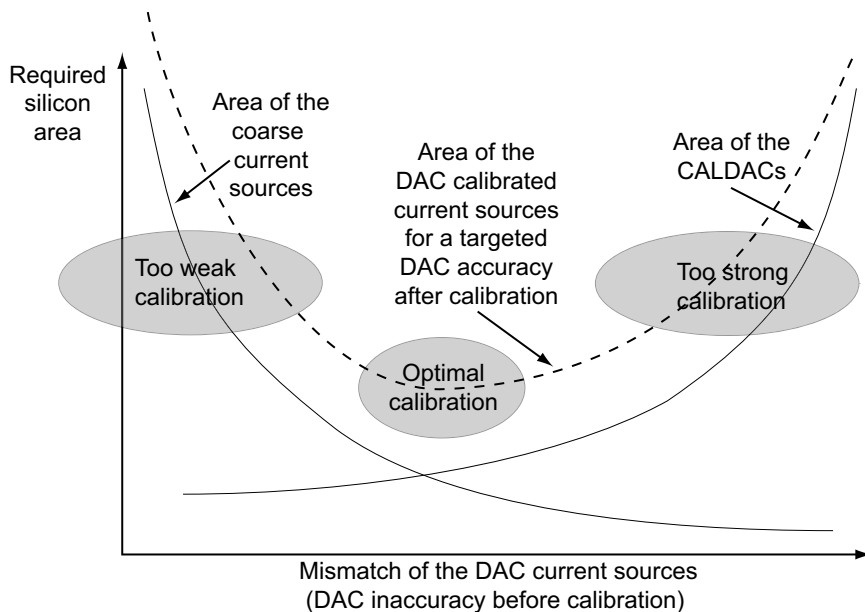 Required
silicon
area
Area of the
coarse
current
sources
Area of the
DAC calibrated
current sources
for a targeted
DAC accuracy
after calibration
Area of the
CALDACs
Too weak
calibration
Optimal
calibration
Too strong
calibration
Mismatch of the DAC current sources
(DAC inaccuracy before calibration)